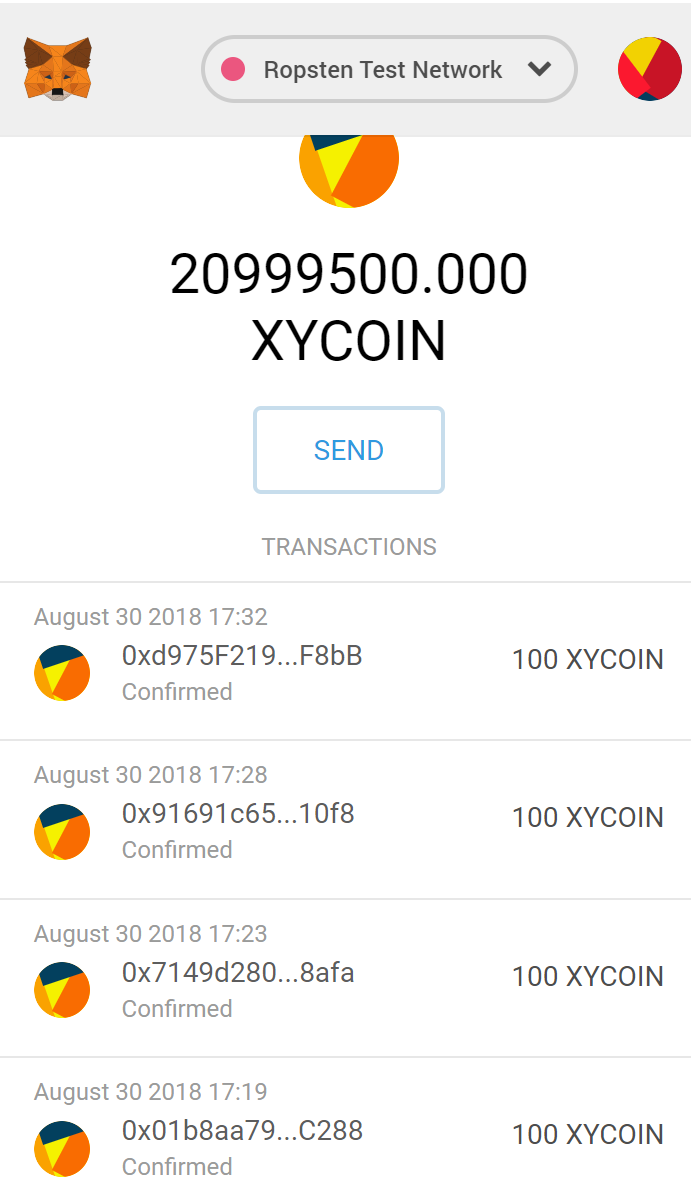 Ropsten Test Network
20999500.000
XYCOIN
SEND
TRANSACTIONS
August 30 2018 17:32
0xd975F219...F8bB
100 XYCOIN
Confirmed
August 30 2018 17:28
0x91691c65...10f8
100 XYCOIN
Confirmed
August 30 2018 17:23
0x7149d280...8afa
100 XYCOIN
Confirmed
August 30 2018 17:19
0x01b8aa79...C288
100 XYCOIN
Confirmed